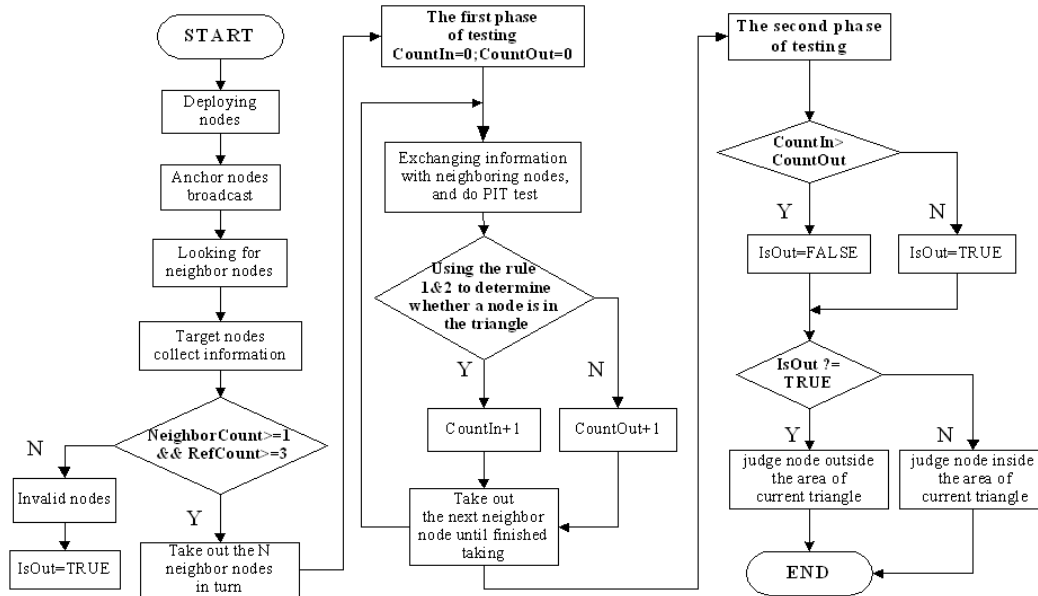 START
Deploying
nodes
Anchor nodes
broadcast
Looking for
neighbor nodes
Target nodes
collect information
NeighborCount>=1
&& RefCount>=3
N
Invalid nodes
IsOut=TRUE
Y
Take out the N
neighbor nodes
in turn
The first phase
of testing
CountIn=0;CountOut=0
Exchanging information
with neighboring nodes,
and do PIT test
Using the rule
1&2 to determine
whether a node is in
the triangle
Y
N
CountIn+1
CountOut+1
Take out
the next neighbor
node until finished
taking
The second phase
of testing
CountIn>
CountOut
Y
N
IsOut=FALSE
IsOut=TRUE
IsOut ?=
TRUE
Y
N
judge node outside
the area of
current triangle
judge node inside
the area of
current triangle
END